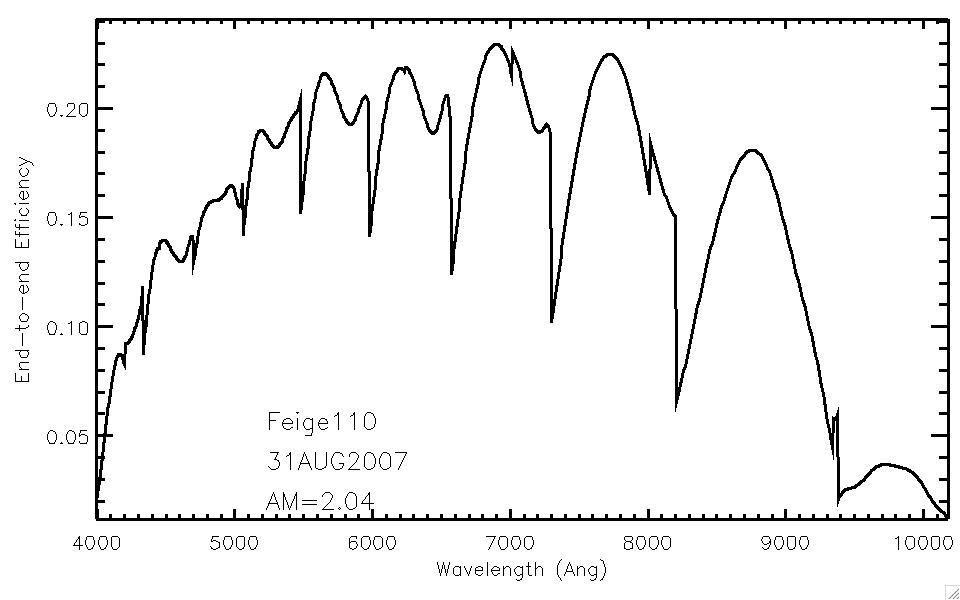 0.20
0.15
0.10
0.05
End-to-end Efficiency
Feige110
31AUG2007
AM=2.04
4000 5000 6000 7000 8000 9000 10000
Wavelength (Ang)